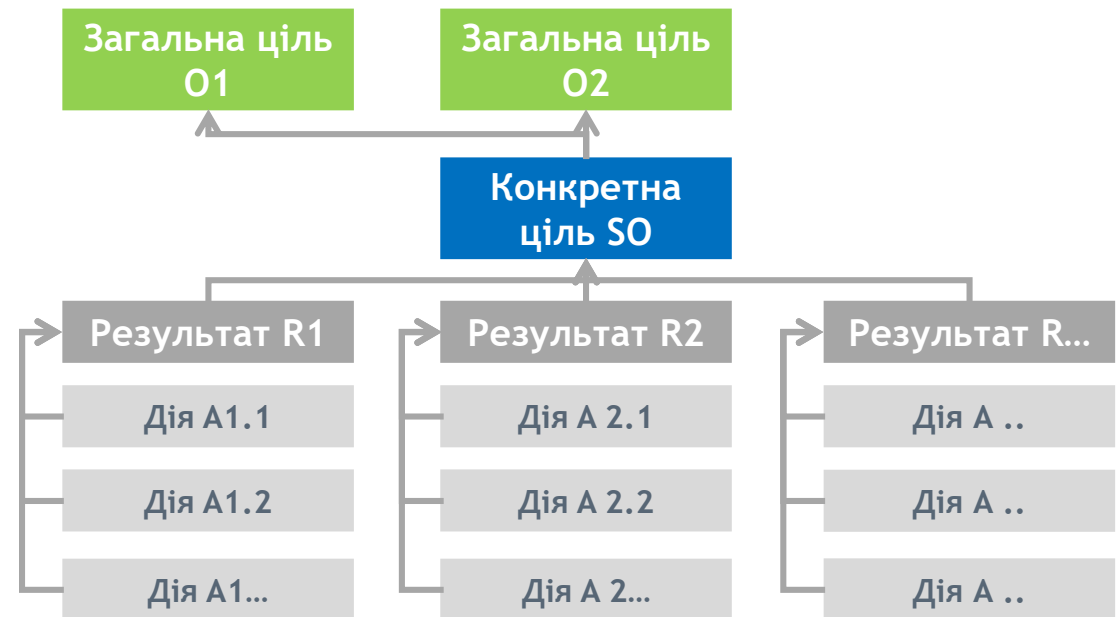 Загальна ціль
O1
Загальна ціль
O2
Конкретна
ціль SO
Результат R1
Результат R2
Результат R…
Дія A1.1
Дія A 2.1
Дія A ..
Дія A1.2
Дія A 2.2
Дія A ..
Дія A1…
Дія A 2…
Дія A ..